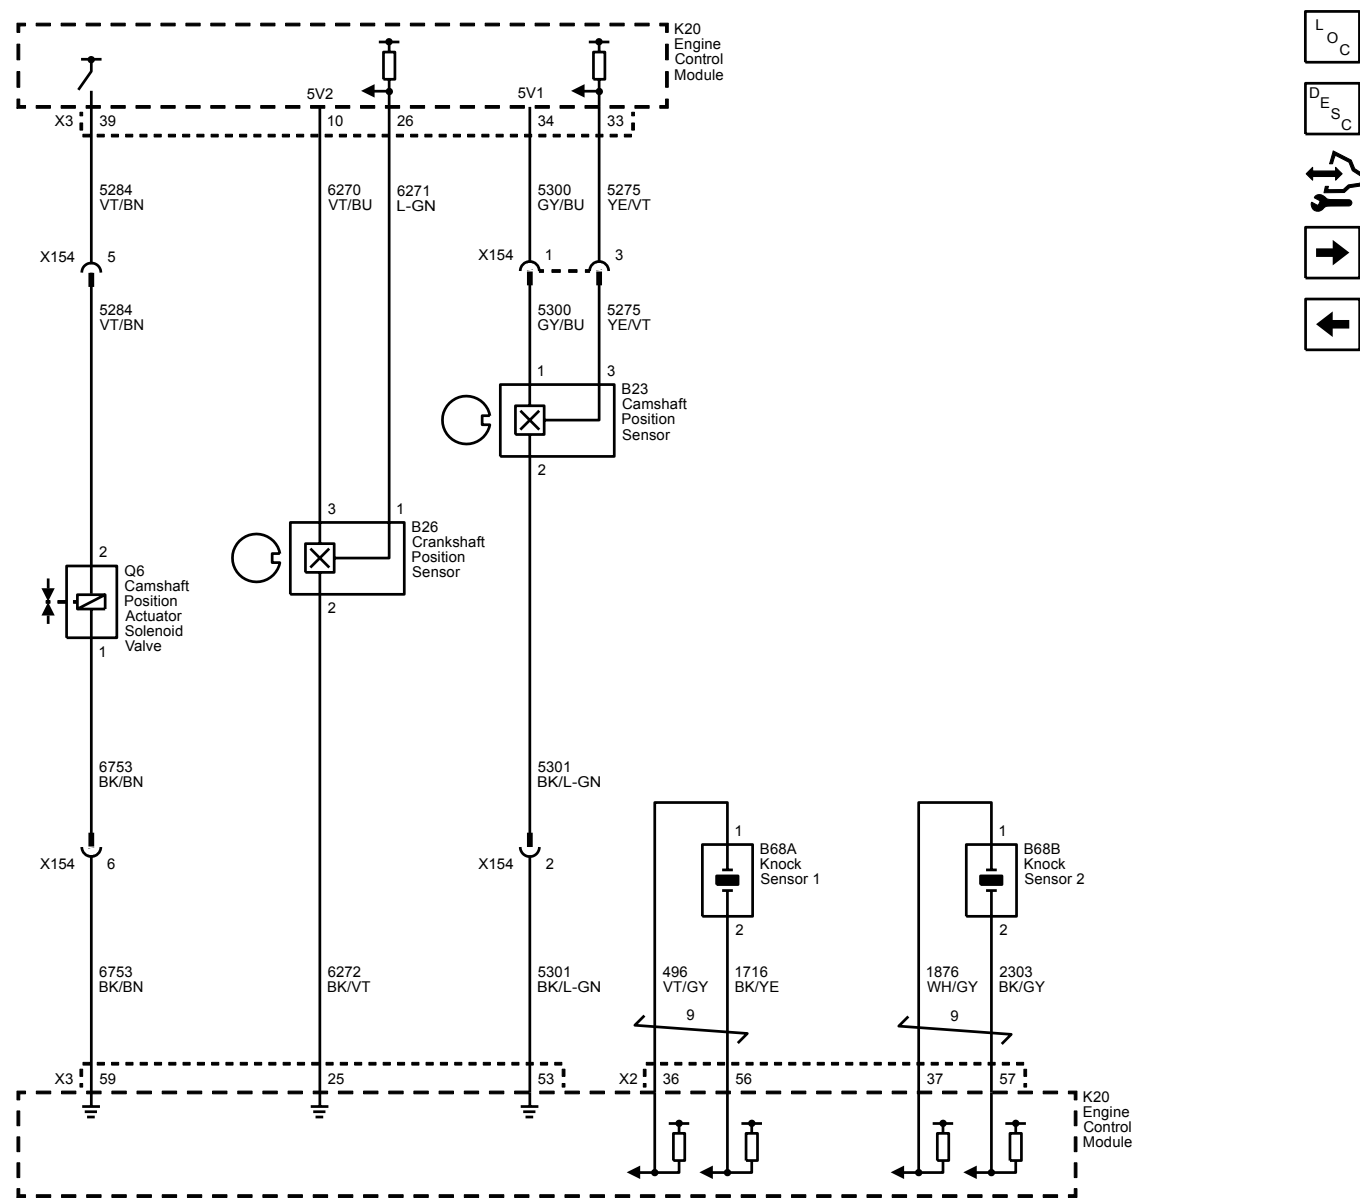 K20
Engine
Control
Module
5V2
5V1
X3 39 10 26 34 33
5284
VT/BN
6270
VT/BU
6271
L-GN
5300
GY/BU
5275
YE/VT
X154 5
X154 1 3
5284
VT/BN
5300
GY/BU
5275
YE/VT
1 3
B23
Camshaft
Position
Sensor
2
3 1
B26
Crankshaft
Position
Sensor
2
2
Q6
Camshaft
Position
Actuator
Solenoid
Valve
1
6753
BK/BN
5301
BK/L-GN
X154 6
X154 2
1
B68A
Knock
Sensor 1
2
1
B68B
Knock
Sensor 2
2
6753
BK/BN
6272
BK/VT
5301
BK/L-GN
496
VT/GY
1716
BK/YE
1876
WH/GY
2303
BK/GY
9
9
X3 59 25 53 X2 36 56 37 57
K20
Engine
Control
Module
LOC
DESC